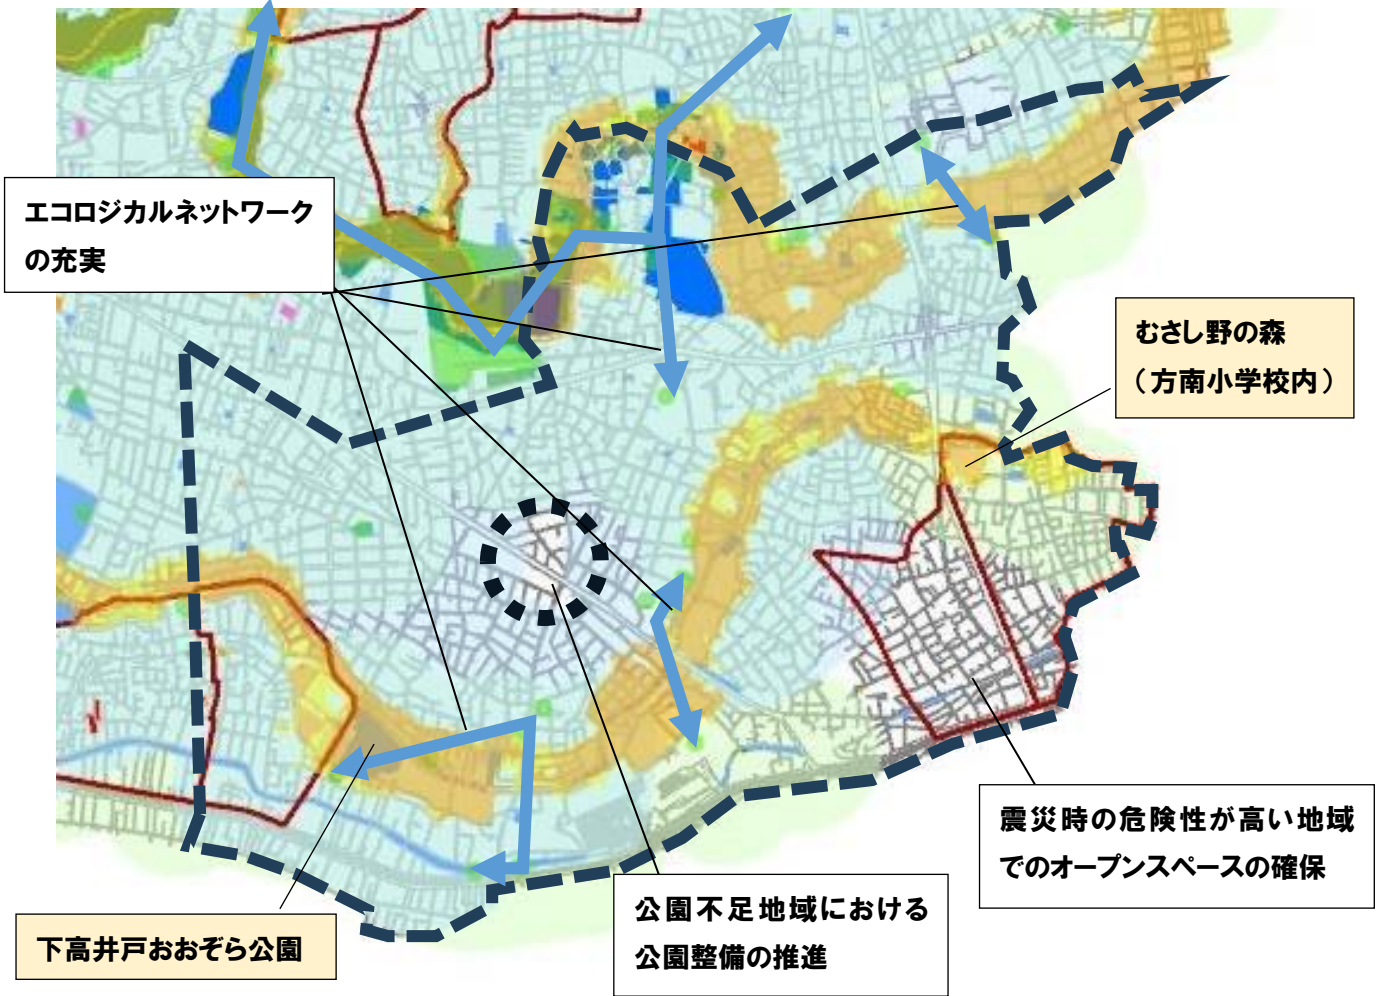 エコロジカルネットワーク
の充実
むさし野の森
（方南小学校内）
震災時の危険性が高い地域
でのオープンスペースの確保
公園不足地域における
公園整備の推進
下高井戸おおぞら公園